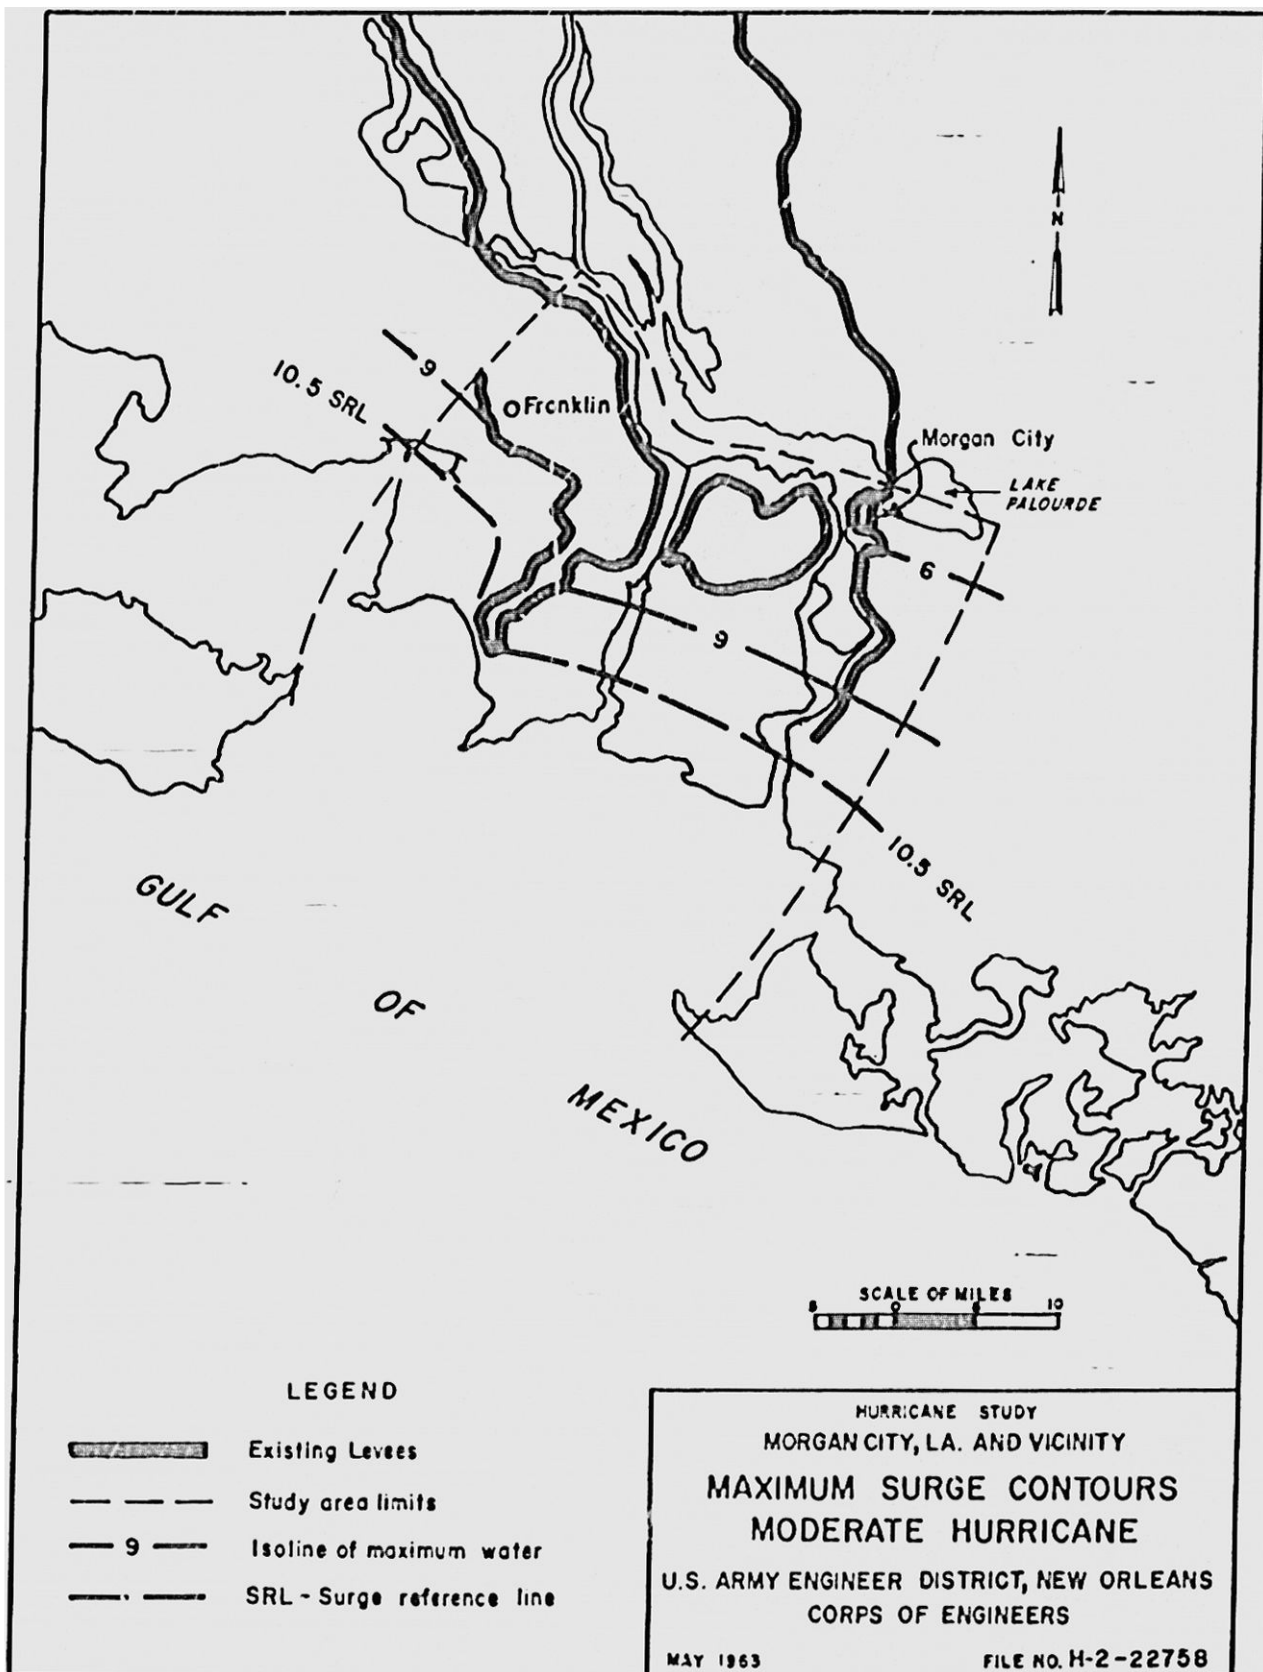 N
9
10.5 SRL
Franklin
Morgan City
LAKE
PALOURDE
6
9
10.5 SRL
GULF
OF
MEXICO
SCALE OF MILES
5 0 5 10
LEGEND
Existing Levees
Study area limits
9 Isoline of maximum water
SRL - Surge reference line
HURRICANE STUDY
MORGAN CITY, LA. AND VICINITY
MAXIMUM SURGE CONTOURS
MODERATE HURRICANE
U.S. ARMY ENGINEER DISTRICT, NEW ORLEANS
CORPS OF ENGINEERS
MAY 1963 FILE NO. H-2-22758